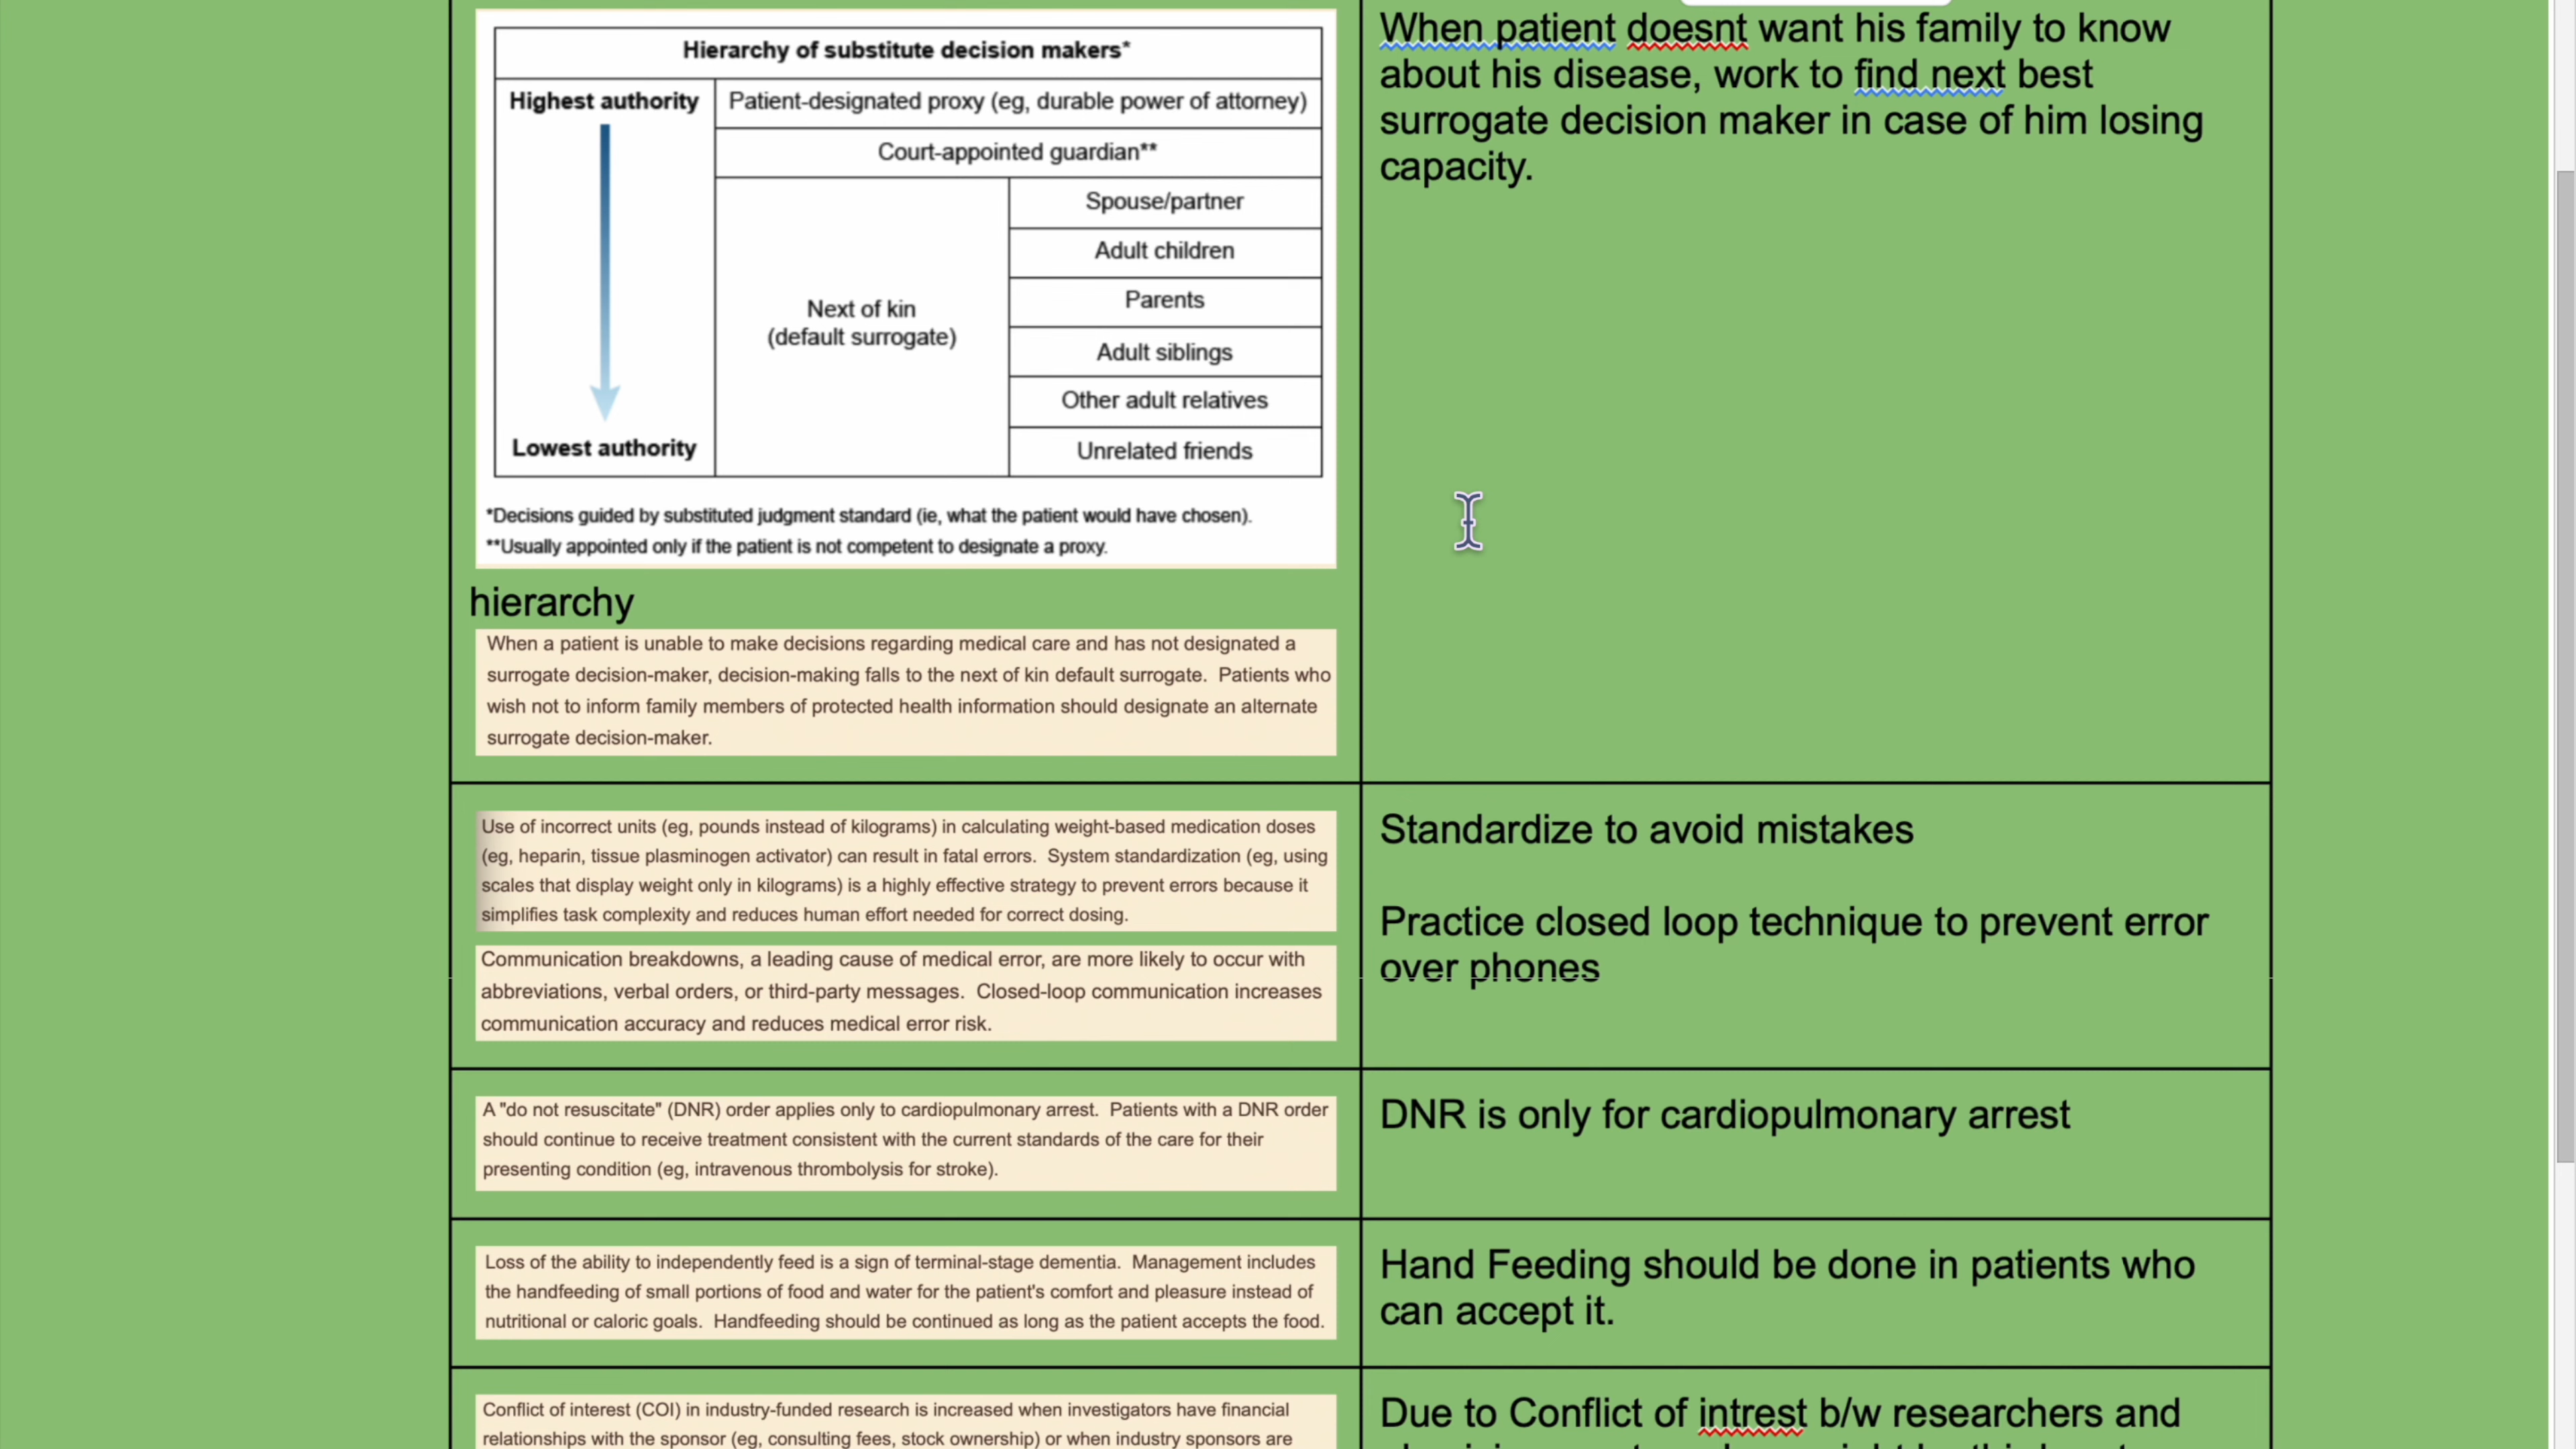 Hierarchy of substitute decision makers*
Highest authority
Patient-designated proxy (eg, durable power of attorney)
Court-appointed guardian**
Next of kin
(default surrogate)
Spouse/partner
Adult children
Parents
Adult siblings
Other adult relatives
Unrelated friends
Lowest authority
*Decisions guided by substituted judgment standard (ie, what the patient would have chosen).
**Usually appointed only if the patient is not competent to designate a proxy.
hierarchy
When a patient is unable to make decisions regarding medical care and has not designated a
surrogate decision-maker, decision-making falls to the next of kin default surrogate. Patients who
wish not to inform family members of protected health information should designate an alternate
surrogate decision-maker.
When patient doesnt want his family to know
about his disease, work to find next best
surrogate decision maker in case of him losing
capacity.
Use of incorrect units (eg, pounds instead of kilograms) in calculating weight-based medication doses
(eg, heparin, tissue plasminogen activator) can result in fatal errors. System standardization (eg, using
scales that display weight only in kilograms) is a highly effective strategy to prevent errors because it
simplifies task complexity and reduces human effort needed for correct dosing.
Communication breakdowns, a leading cause of medical error, are more likely to occur with
abbreviations, verbal orders, or third-party messages. Closed-loop communication increases
communication accuracy and reduces medical error risk.
Standardize to avoid mistakes
Practice closed loop technique to prevent error
over phones
A "do not resuscitate" (DNR) order applies only to cardiopulmonary arrest. Patients with a DNR order
should continue to receive treatment consistent with the current standards of the care for their
presenting condition (eg, intravenous thrombolysis for stroke).
DNR is only for cardiopulmonary arrest
Loss of the ability to independently feed is a sign of terminal-stage dementia. Management includes
the handfeeding of small portions of food and water for the patient's comfort and pleasure instead of
nutritional or caloric goals. Handfeeding should be continued as long as the patient accepts the food.
Hand Feeding should be done in patients who
can accept it.
Conflict of interest (COI) in industry-funded research is increased when investigators have financial
relationships with the sponsor (eg, consulting fees, stock ownership) or when industry sponsors are
Due to Conflict of intrest b/w researchers and